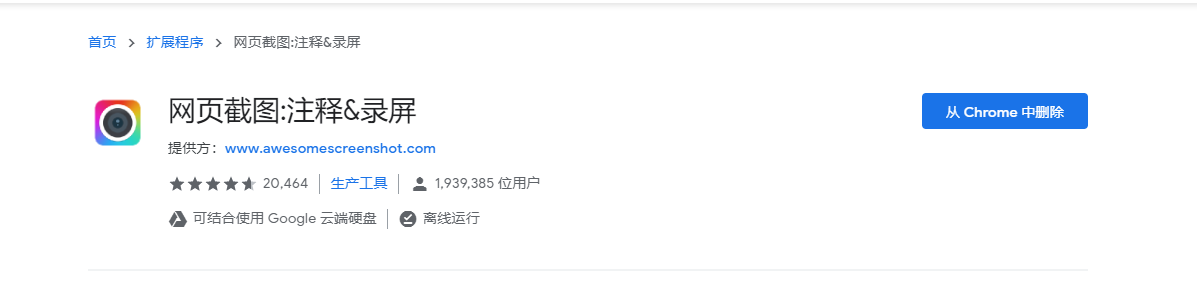 首页 > 扩展程序 > 网页截图:注释&录屏
网页截图:注释&录屏
从 Chrome 中删除
提供方：www.awesomescreenshot.com
20,464 生产工具 1,939,385 位用户
可结合使用 Google 云端硬盘 离线运行